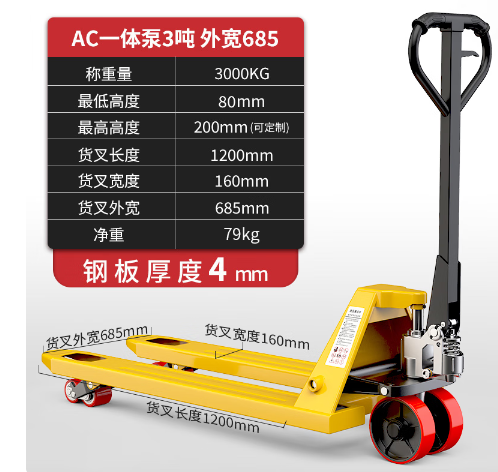 AC一体泵3吨 外宽685
称重量 3000KG
最低高度 80mm
最高高度 200mm(可定制)
货叉长度 1200mm
货叉宽度 160mm
货叉外宽 685mm
净重 79kg
钢板厚度4mm
货叉外宽685mm
货叉宽度160mm
货叉长度1200mm